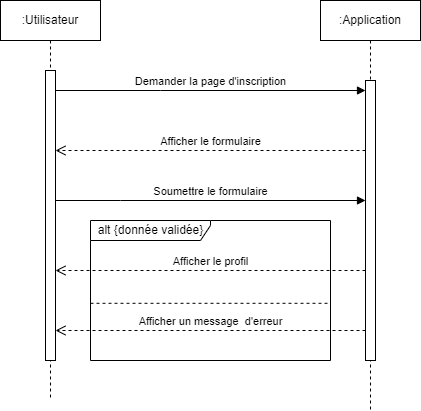 :Utilisateur
:Application
Demander la page d'inscription
Afficher le formulaire
Soumettre le formulaire
alt {donnée validée}
Afficher le profil
Afficher un message  d'erreur